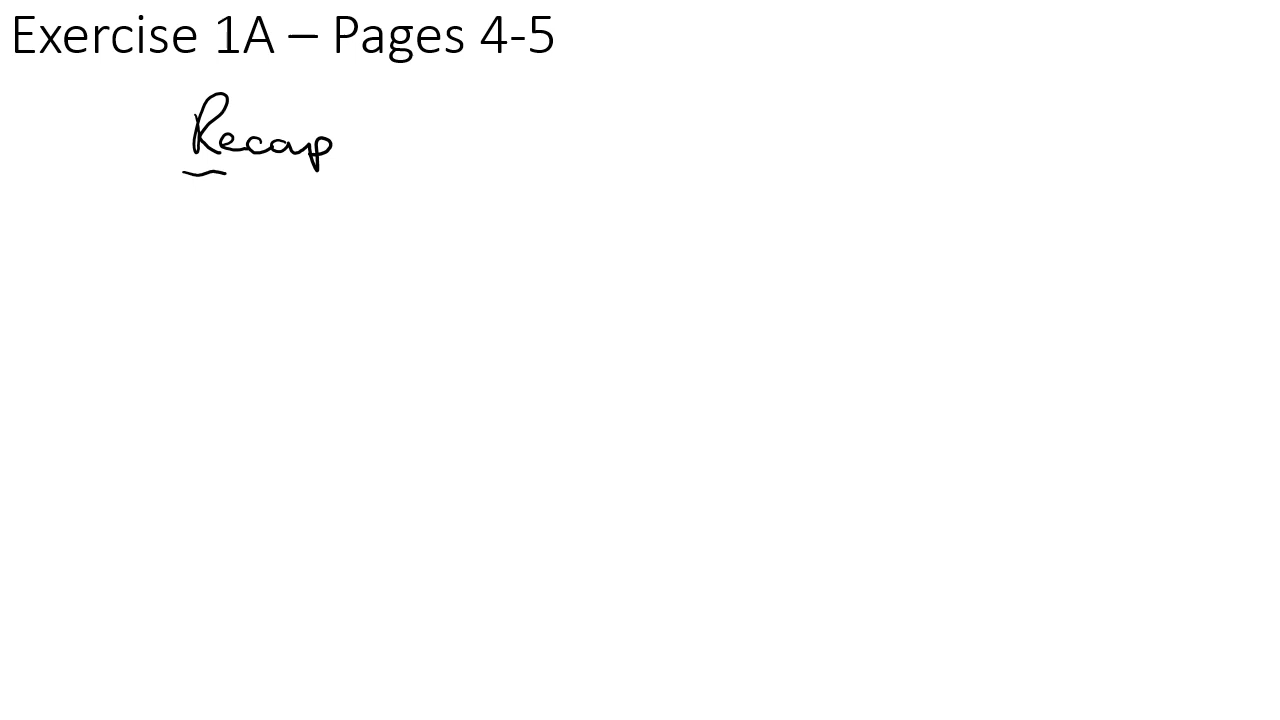 Exercise 1A – Pages 4-5
Recap